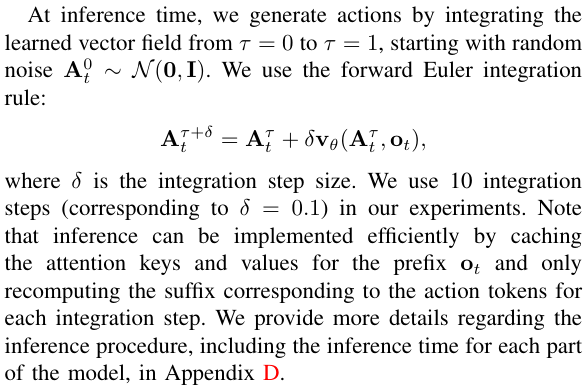 At inference time, we generate actions by integrating the
learned vector field from τ = 0 to τ = 1, starting with random
noise A_t^0 ∼ 𝒩(0, I). We use the forward Euler integration
rule:
A_t^{τ+δ} = A_t^τ + δv_θ(A_t^τ, o_t),
where δ is the integration step size. We use 10 integration
steps (corresponding to δ = 0.1) in our experiments. Note
that inference can be implemented efficiently by caching
the attention keys and values for the prefix o_t and only
recomputing the suffix corresponding to the action tokens for
each integration step. We provide more details regarding the
inference procedure, including the inference time for each part
of the model, in Appendix D.